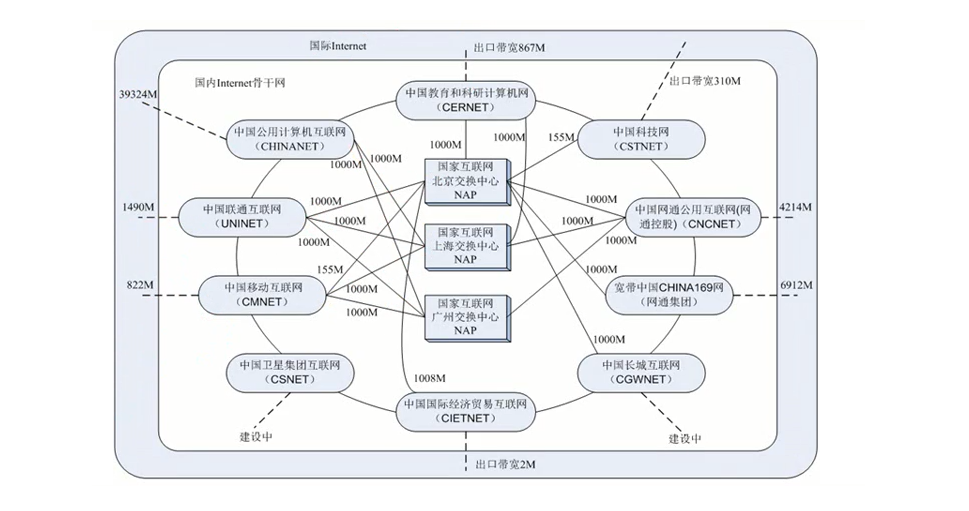 国际Internet
出口带宽867M
国内Internet骨干网
出口带宽310M
39324M
中国教育和科研计算机网
（CERNET）
中国公用计算机互联网
（CHINANET）
中国科技网
（CSTNET）
1000M
1000M
155M
1000M
1000M
国家互联网
北京交换中心
NAP
1490M
中国联通互联网
（UNINET）
1000M
1000M
1000M
中国网通公用互联网(网
通控股)）CNCNET)
4214M
1000M
1000M
1000M
国家互联网
上海交换中心
NAP
822M
中国移动互联网
（CMNET）
155M
1000M
1000M
1000M
宽带中国CHINA169网
（网通集团）
6912M
国家互联网
广州交换中心
NAP
1000M
中国卫星集团互联网
（CSNET）
1008M
中国长城互联网
（CGWNET）
中国国际经济贸易互联网
（CIETNET）
建设中
建设中
出口带宽2M